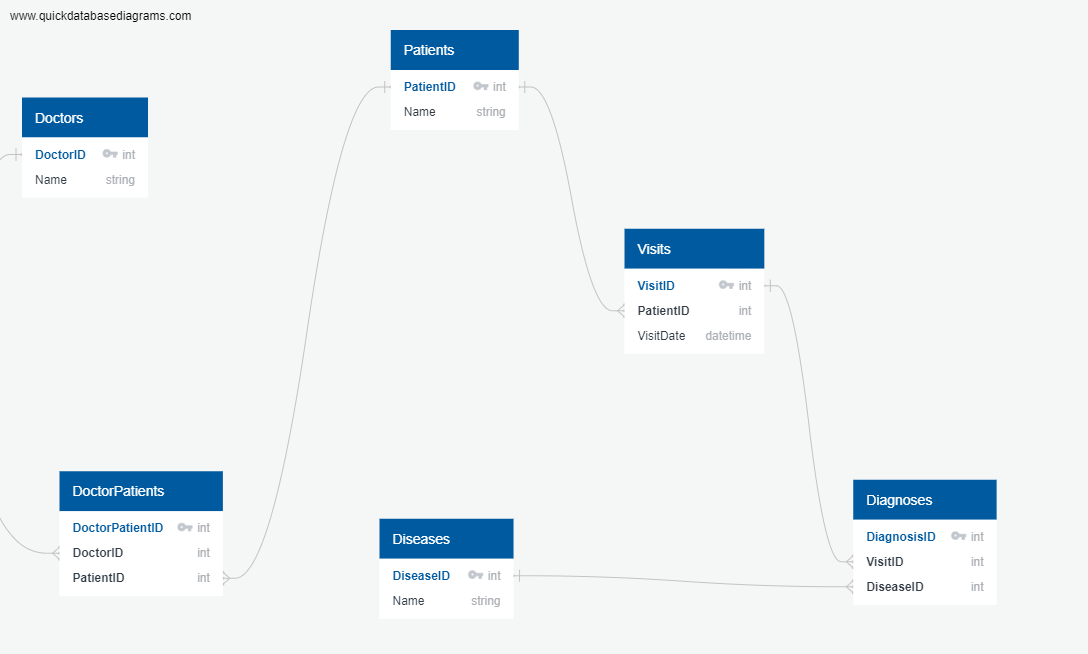 www.quickdatabasediagrams.com
Patients
PatientID int
Name string
Doctors
DoctorID int
Name string
Visits
VisitID int
PatientID int
VisitDate datetime
DoctorPatients
DoctorPatientID int
DoctorID int
PatientID int
Diseases
DiseaseID int
Name string
Diagnoses
DiagnosisID int
VisitID int
DiseaseID int